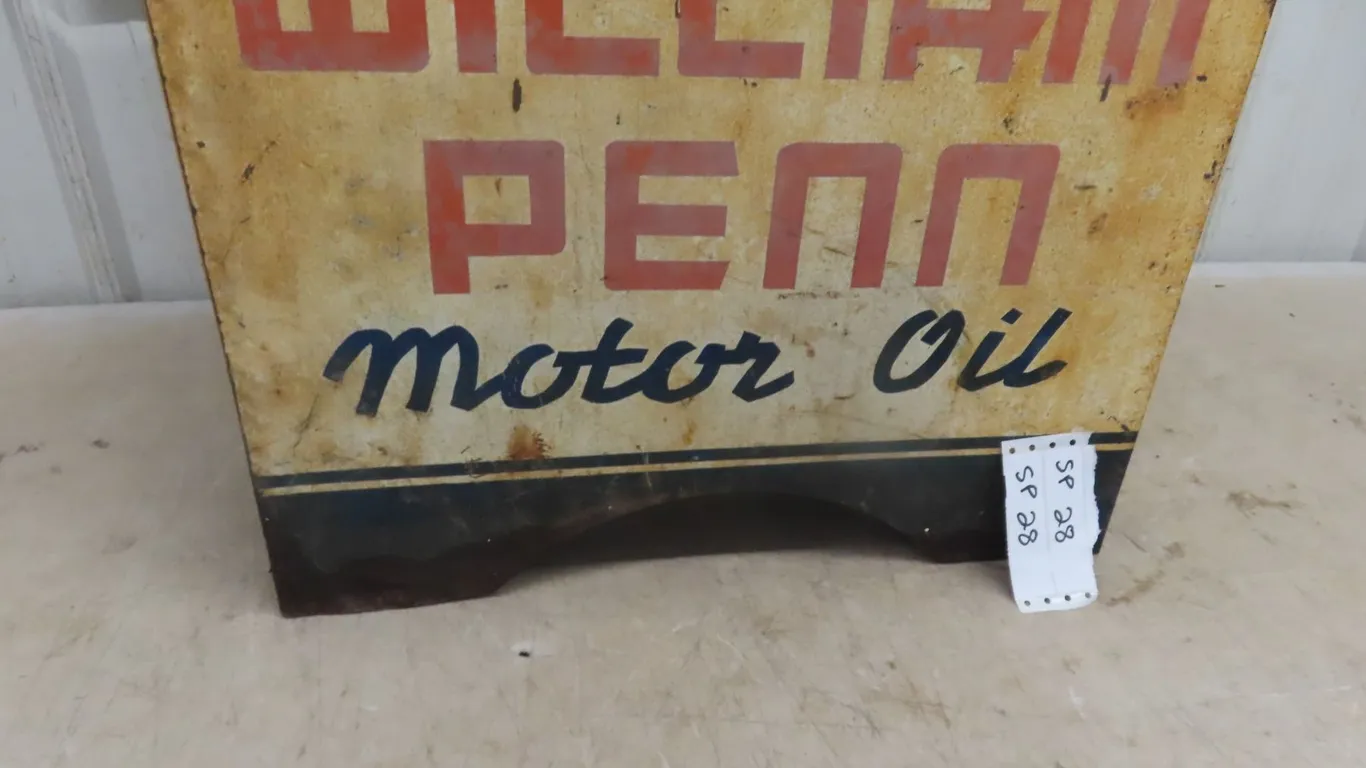 WILLIAM
PENN
Motor Oil
SP 28
SP 28